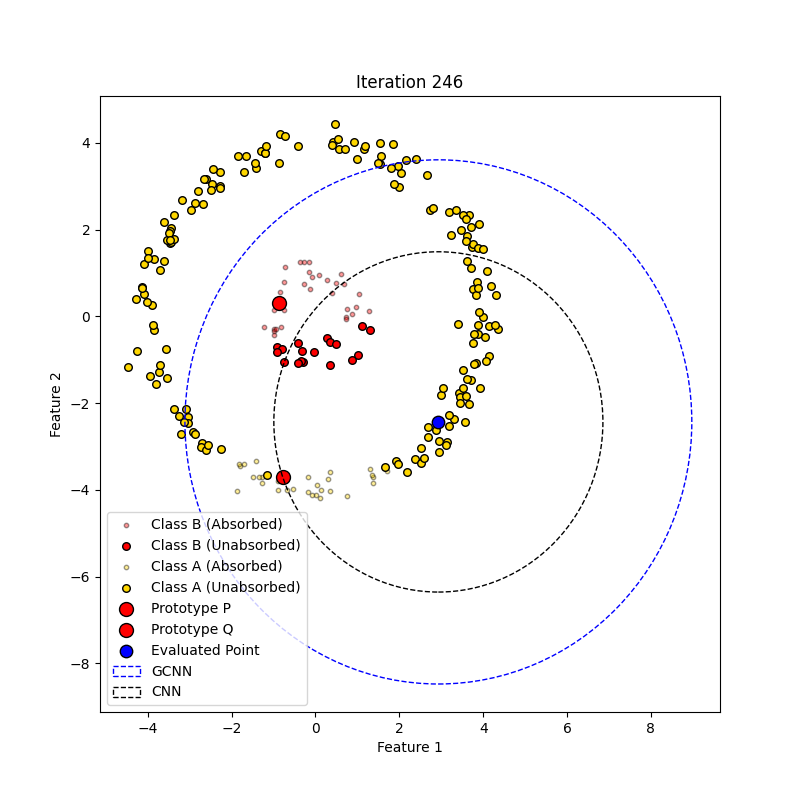 Iteration 246
4
2
0
−2
−4
−6
−8
Feature 2
Class B (Absorbed)
Class B (Unabsorbed)
Class A (Absorbed)
Class A (Unabsorbed)
Prototype P
Prototype Q
Evaluated Point
GCNN
CNN
−4 −2 0 2 4 6 8
Feature 1